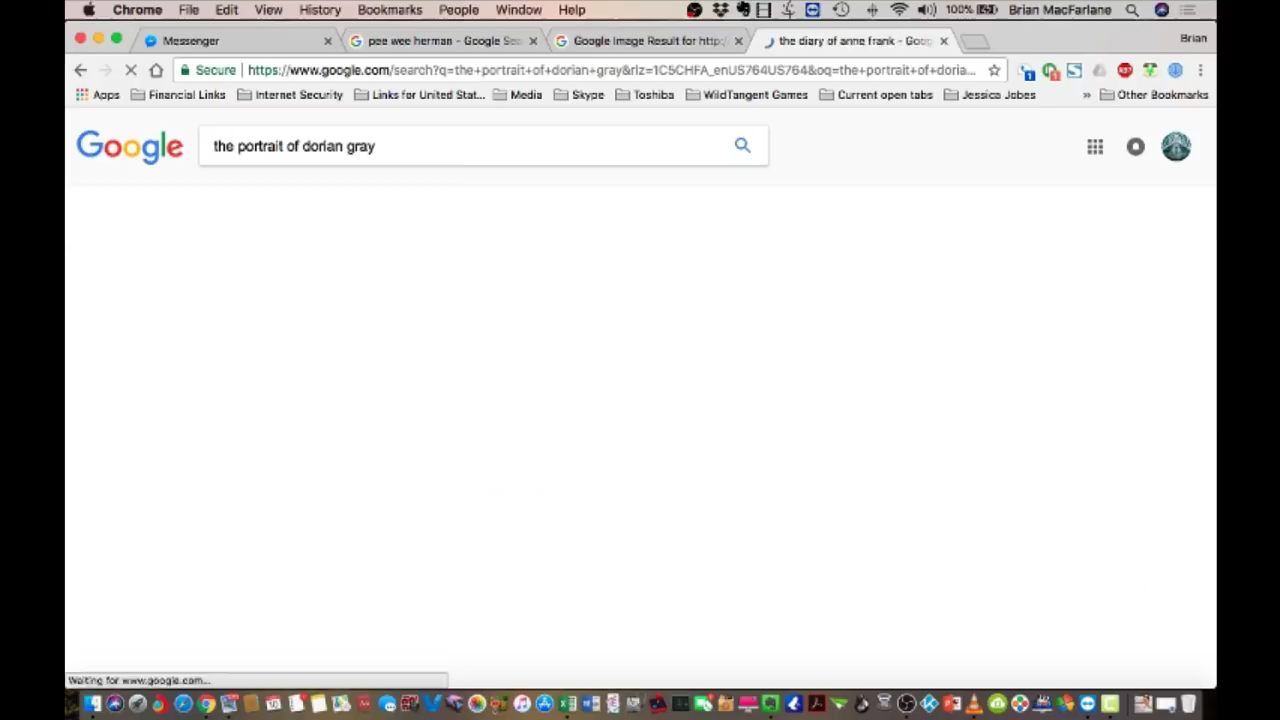 Chrome File Edit View History Bookmarks People Window Help 100% Brian MacFarlane
Messenger pee wee herman - Google Sea Google Image Result for http:/ the diary of anne frank - Goog Brian
Secure https://www.google.com/search?q=the+portrait+of+dorian+gray&rlz=1C5CHFA_enUS764US764&oq=the+portrait+of+doria...
Apps Financial Links Internet Security Links for United Stat... Media Skype Toshiba WildTangent Games Current open tabs Jessica Jobes » Other Bookmarks
Google the portrait of dorian gray
Waiting for www.google.com...